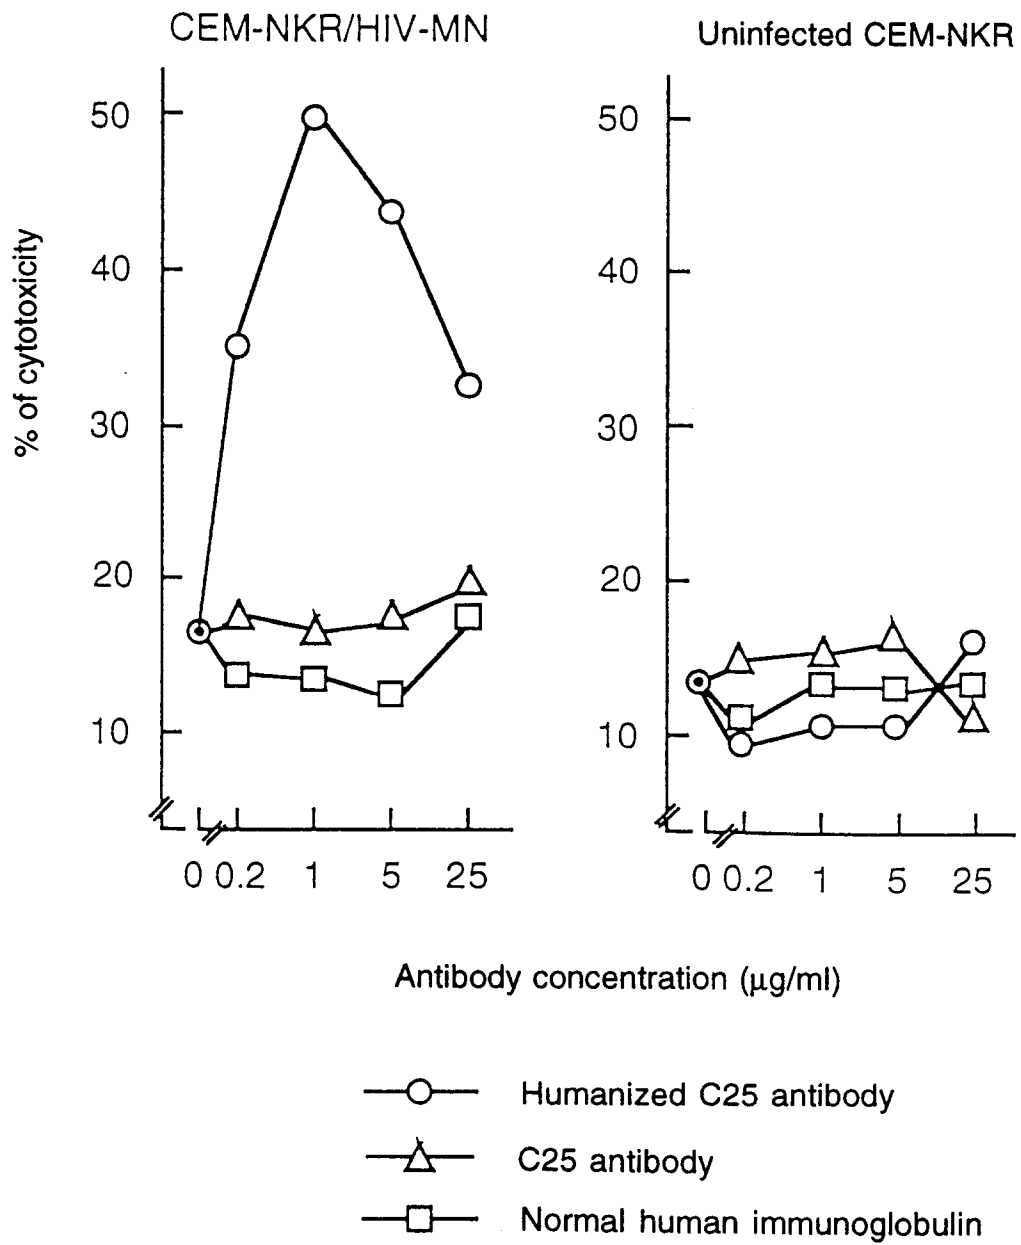 CEM-NKR/HIV-MN
Uninfected CEM-NKR
% of cytotoxicity
50
40
30
20
10
0 0.2 1 5 25
50
40
30
20
10
0 0.2 1 5 25
Antibody concentration (µg/ml)
Humanized C25 antibody
C25 antibody
Normal human immunoglobulin